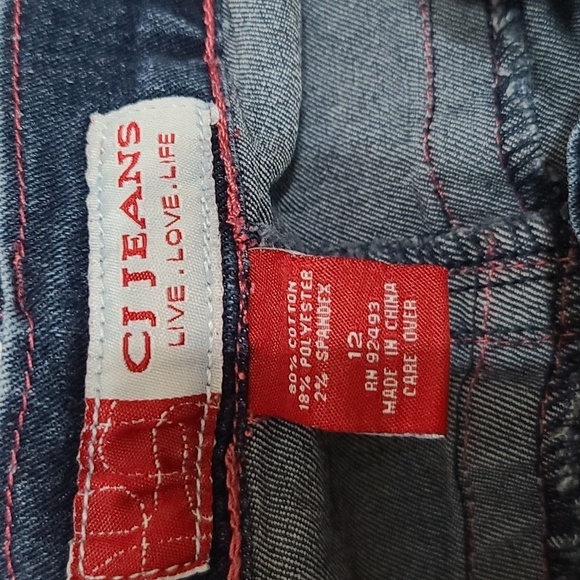 CJ JEANS
LIVE.LOVE.LIFE
80% COTTON
18% POLYESTER
2% SPANDEX
12
RN 92493
MADE IN CHINA
CARE OVER